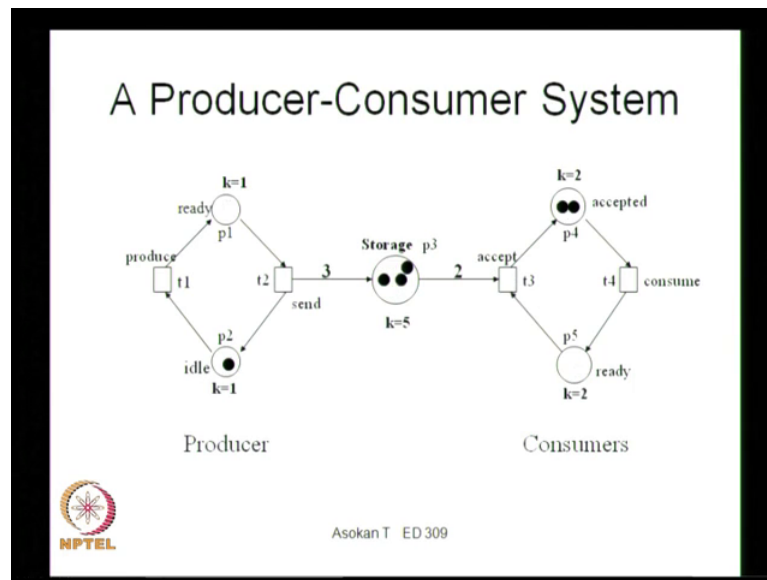 A Producer-Consumer System
k=1
ready
p1
produce
t1
t2
send
3
p2
idle
k=1
Storage p3
k=5
2
k=2
accepted
p4
accept
t3
t4
consume
p5
ready
k=2
Producer
Consumers
NPTEL
Asokan T ED 309